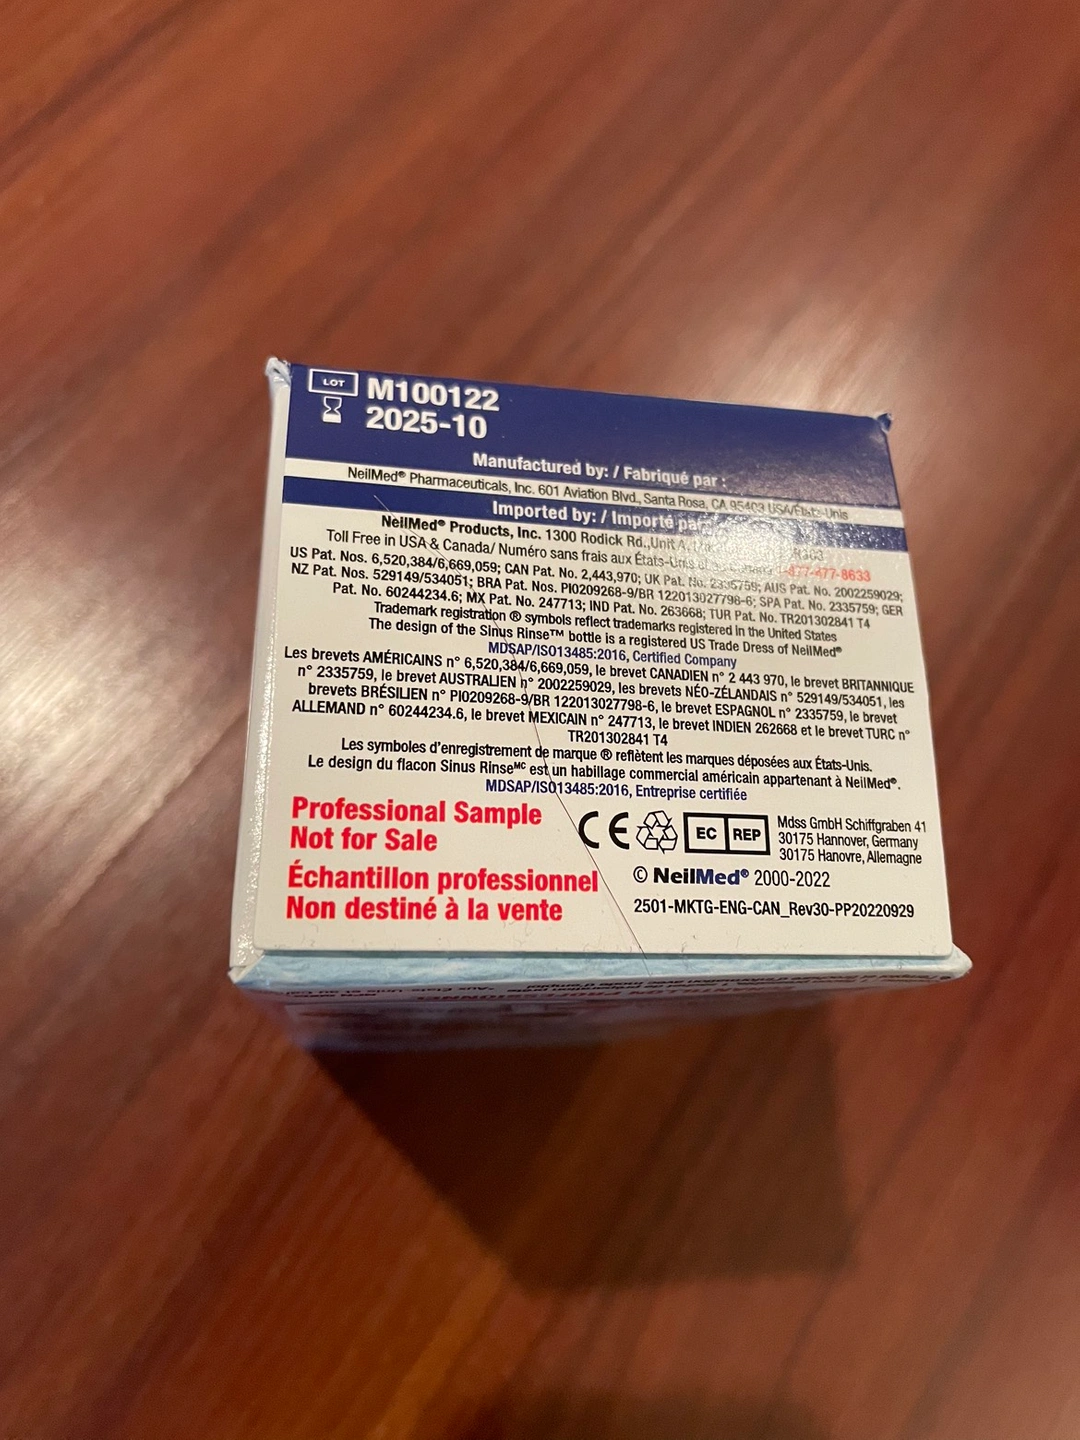 LOT M100122
2025-10
Manufactured by: / Fabriqué par :
NeilMed® Pharmaceuticals, Inc. 601 Aviation Blvd., Santa Rosa, CA 95403 USA/États-Unis
Imported by: / Importé par
NeilMed® Products, Inc. 1300 Rodick Rd.,Unit A,
Toll Free in USA & Canada/ Numéro sans frais aux États-Unis et au Canada 1-877-477-8633
US Pat. Nos. 6,520,384/6,669,059; CAN Pat. No. 2,443,970; UK Pat. No. 2335759; AUS Pat. No. 2002259029;
NZ Pat. Nos. 529149/534051; BRA Pat. Nos. PI0209268-9/BR 122013027798-6; SPA Pat. No. 2335759; GER
Pat. No. 60244234.6; MX Pat. No. 247713; IND Pat. No. 263668; TUR Pat. No. TR201302841 T4
Trademark registration ® symbols reflect trademarks registered in the United States
The design of the Sinus Rinse™ bottle is a registered US Trade Dress of NeilMed®
MDSAP/ISO13485:2016, Certified Company
Les brevets AMÉRICAINS n° 6,520,384/6,669,059, le brevet CANADIEN n° 2 443 970, le brevet BRITANNIQUE
n° 2335759, le brevet AUSTRALIEN n° 2002259029, les brevets NÉO-ZÉLANDAIS n° 529149/534051, les
brevets BRÉSILIEN n° PI0209268-9/BR 122013027798-6, le brevet ESPAGNOL n° 2335759, le brevet
ALLEMAND n° 60244234.6, le brevet MEXICAIN n° 247713, le brevet INDIEN 262668 et le brevet TURC n°
TR201302841 T4
Les symboles d'enregistrement de marque ® reflètent les marques déposées aux États-Unis.
Le design du flacon Sinus Rinseᴹᶜ est un habillage commercial américain appartenant à NeilMed®.
MDSAP/ISO13485:2016, Entreprise certifiée
Professional Sample
Not for Sale
Échantillon professionnel
Non destiné à la vente
CE
EC REP
Mdss GmbH Schiffgraben 41
30175 Hannover, Germany
30175 Hanovre, Allemagne
© NeilMed® 2000-2022
2501-MKTG-ENG-CAN_Rev30-PP20220929